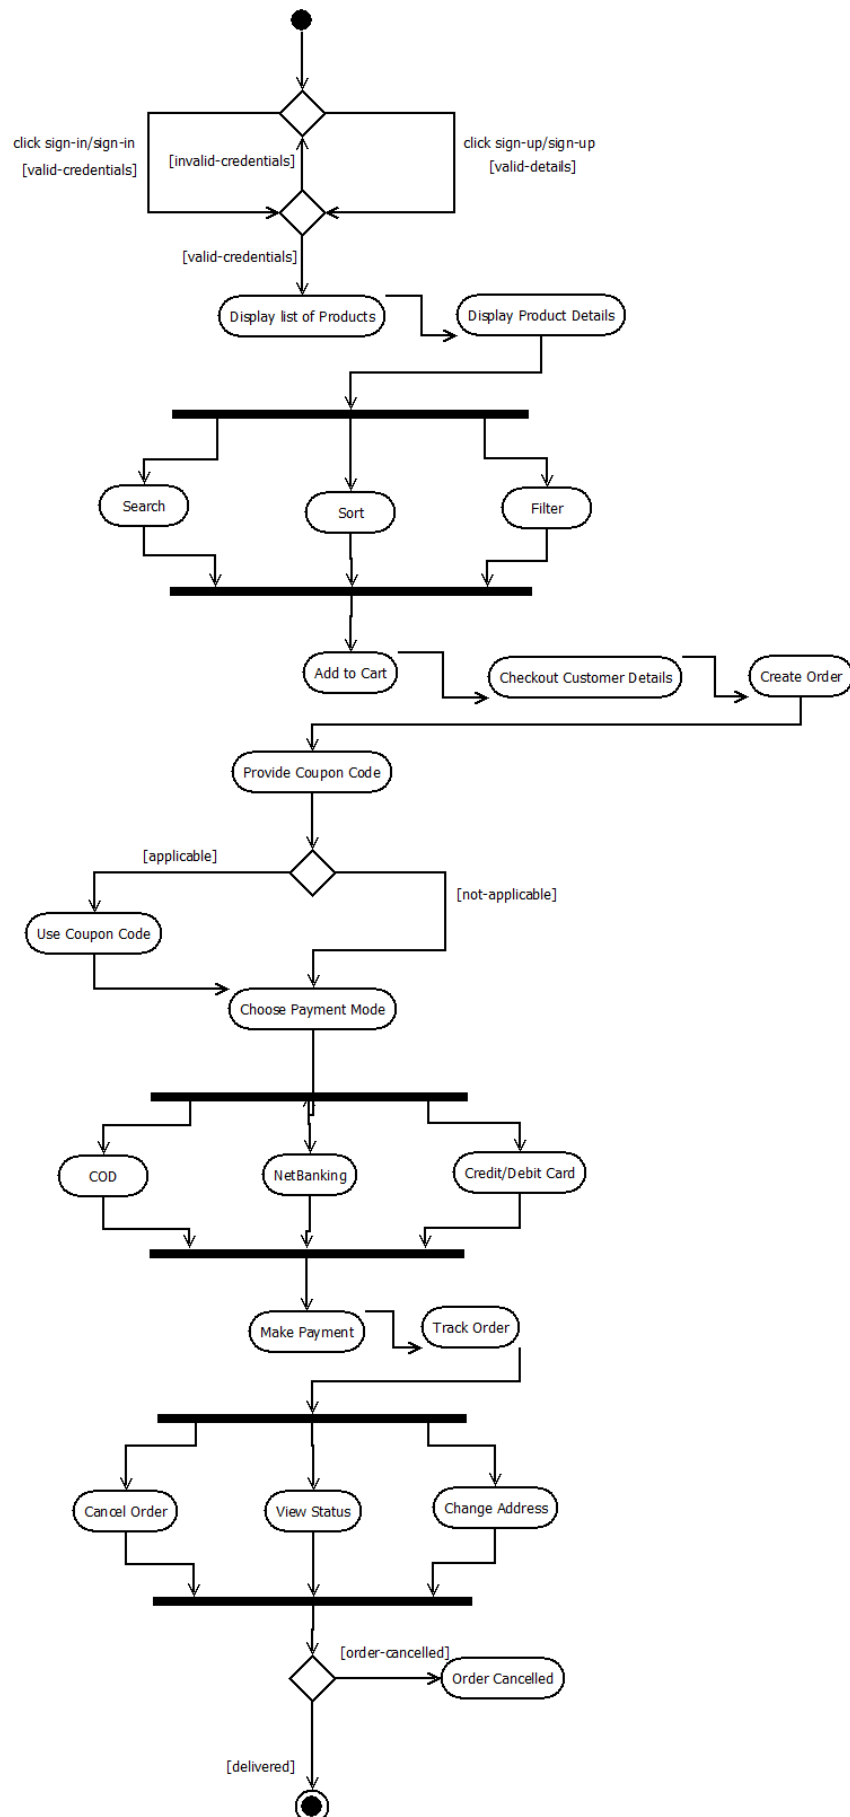 click sign-in/sign-in
[valid-credentials]
[invalid-credentials]
click sign-up/sign-up
[valid-details]
[valid-credentials]
Display list of Products
Display Product Details
Search
Sort
Filter
Add to Cart
Checkout Customer Details
Create Order
Provide Coupon Code
[applicable]
[not-applicable]
Use Coupon Code
Choose Payment Mode
COD
NetBanking
Credit/Debit Card
Make Payment
Track Order
Cancel Order
View Status
Change Address
[order-cancelled]
Order Cancelled
[delivered]